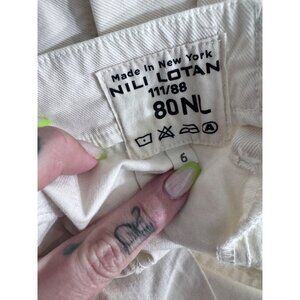 Made in New York
NILI LOTAN
111/88
80NL
A
6